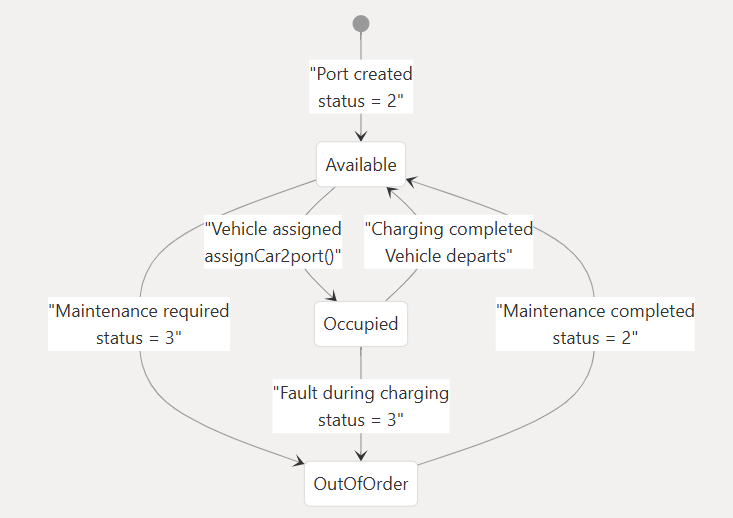 "Port created
status = 2"
Available
"Vehicle assigned
assignCar2port()"
"Charging completed
Vehicle departs"
"Maintenance required
status = 3"
Occupied
"Maintenance completed
status = 2"
"Fault during charging
status = 3"
OutOfOrder